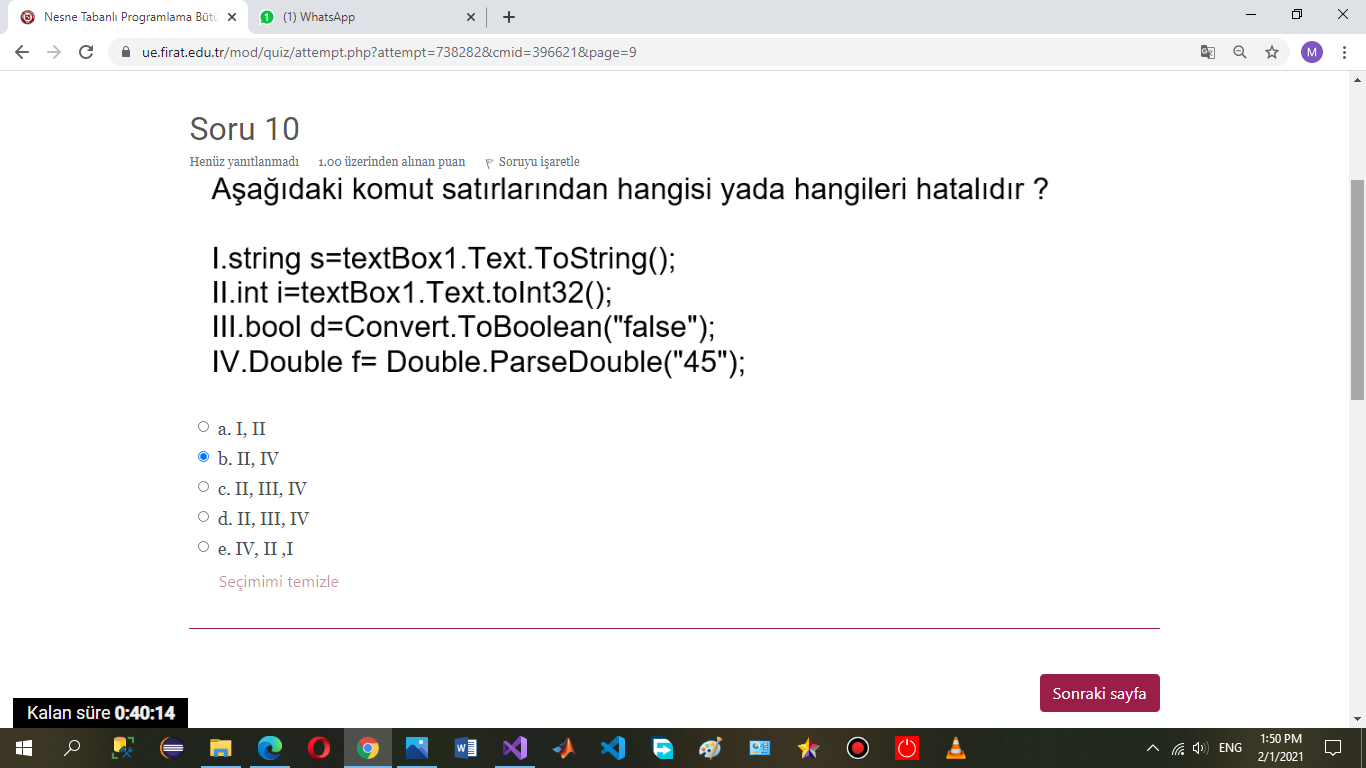 Nesne Tabanlı Programlama Bütü
(1) WhatsApp
ue.firat.edu.tr/mod/quiz/attempt.php?attempt=738282&cmid=396621&page=9
M
Soru 10
Henüz yanıtlanmadı 1.00 üzerinden alınan puan Soruyu işaretle
Aşağıdaki komut satırlarından hangisi yada hangileri hatalıdır ?
I.string s=textBox1.Text.ToString();
II.int i=textBox1.Text.toInt32();
III.bool d=Convert.ToBoolean("false");
IV.Double f= Double.ParseDouble("45");
a. I, II
b. II, IV
c. II, III, IV
d. II, III, IV
e. IV, II ,I
Seçimimi temizle
Sonraki sayfa
Kalan süre 0:40:14
ENG
1:50 PM
2/1/2021